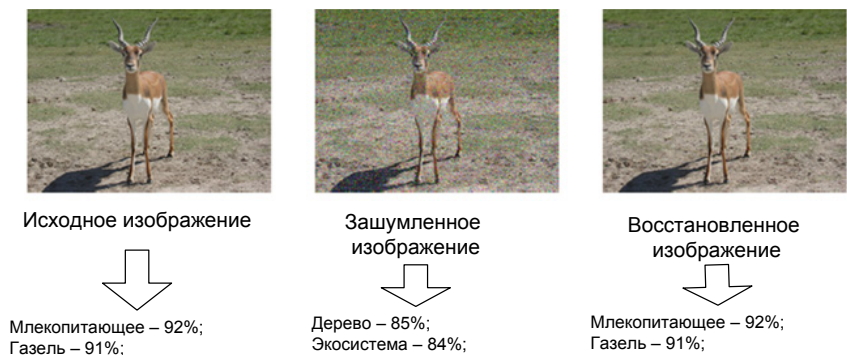 Исходное изображение
Зашумленное
изображение
Восстановленное
изображение
Млекопитающее – 92%;
Газель – 91%;
Дерево – 85%;
Экосистема – 84%;
Млекопитающее – 92%;
Газель – 91%;